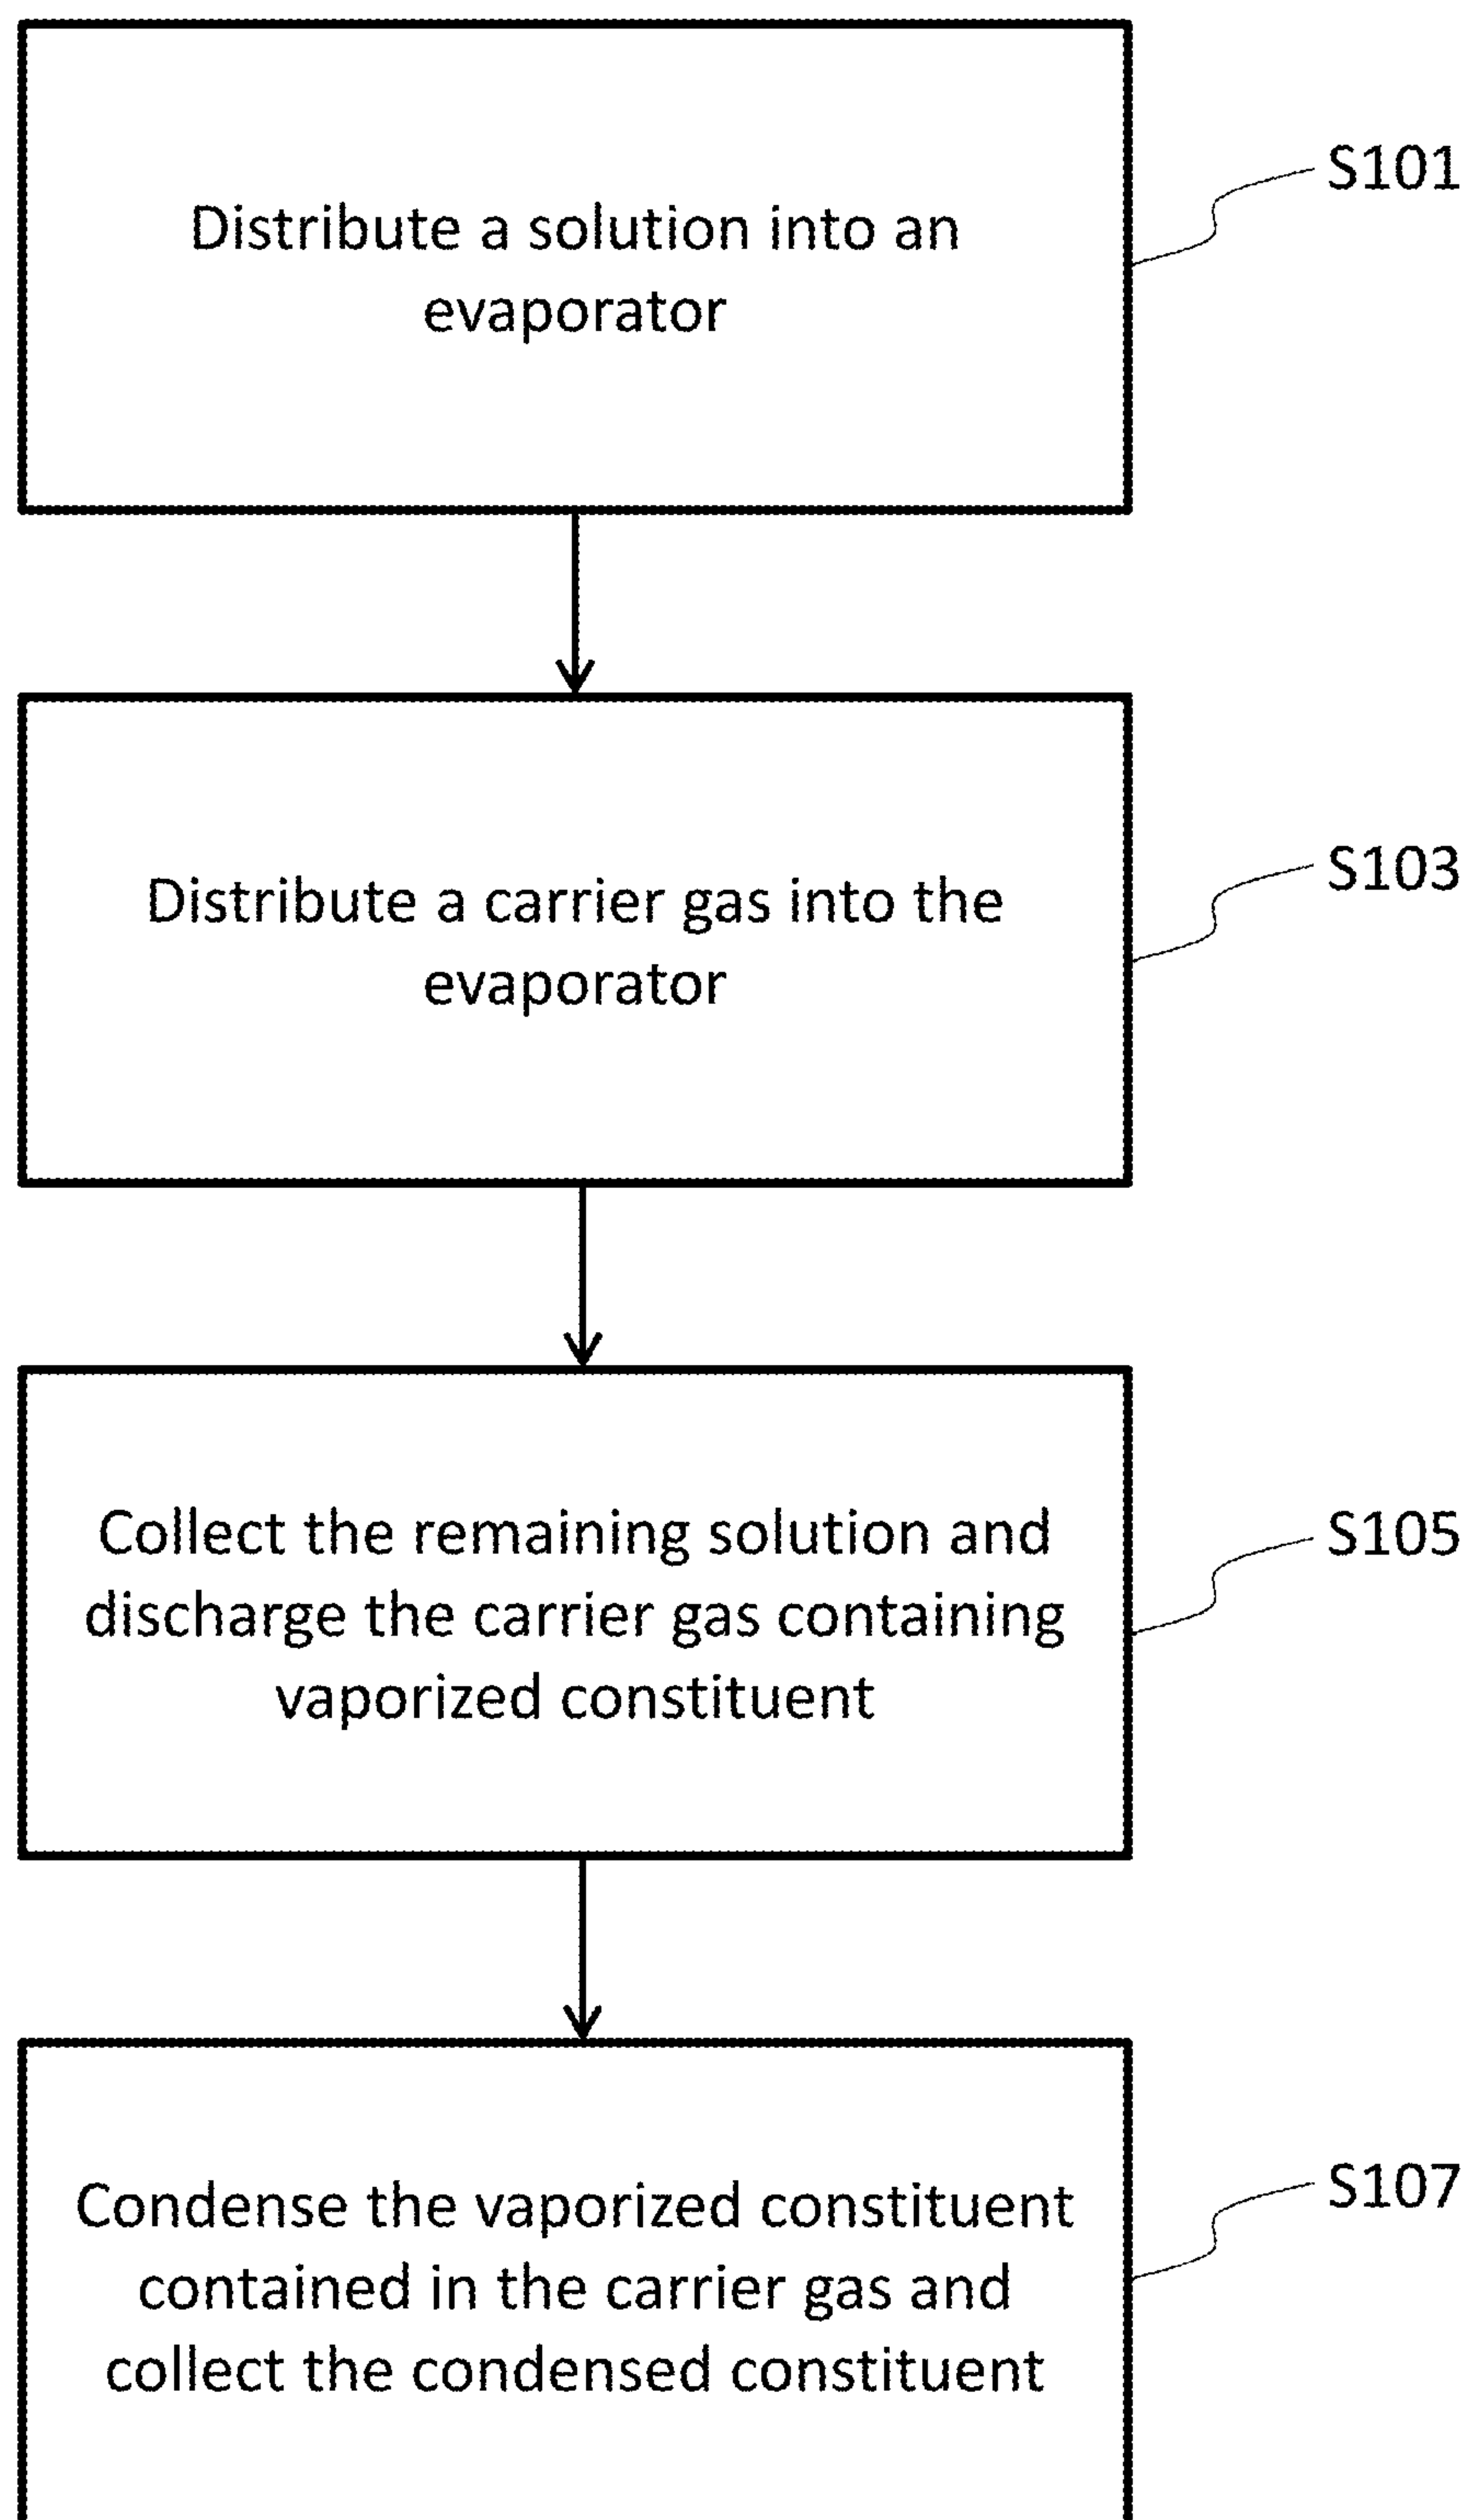 Distribute a solution into an
evaporator
S101
Distribute a carrier gas into the
evaporator
S103
Collect the remaining solution and
discharge the carrier gas containing
vaporized constituent
S105
Condense the vaporized constituent
contained in the carrier gas and
collect the condensed constituent
S107